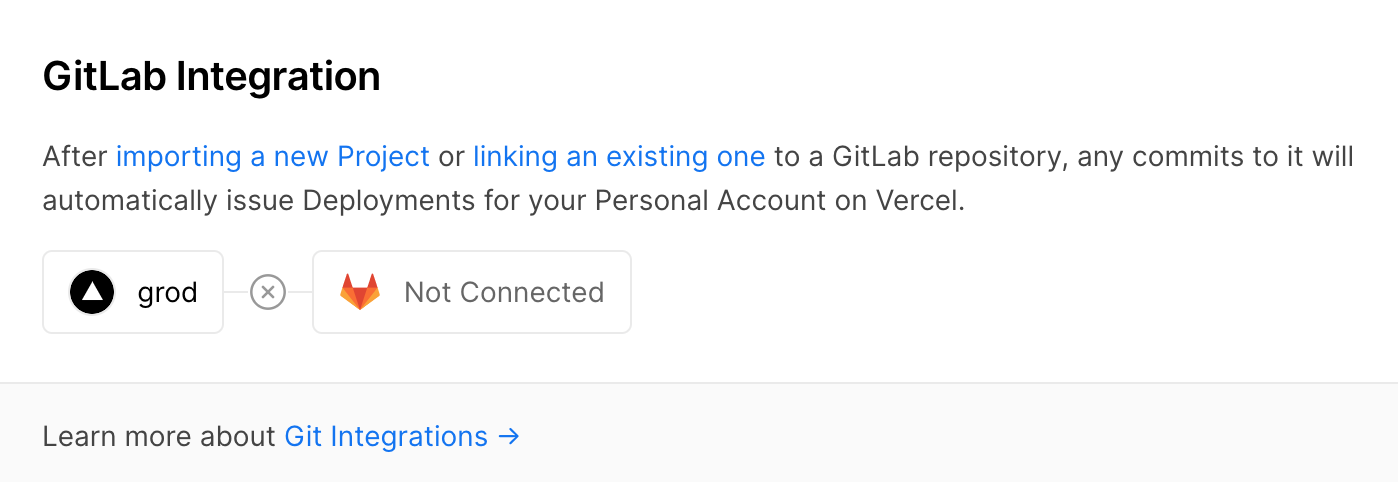 GitLab Integration
After importing a new Project or linking an existing one to a GitLab repository, any commits to it will
automatically issue Deployments for your Personal Account on Vercel.
grod
Not Connected
Learn more about Git Integrations →